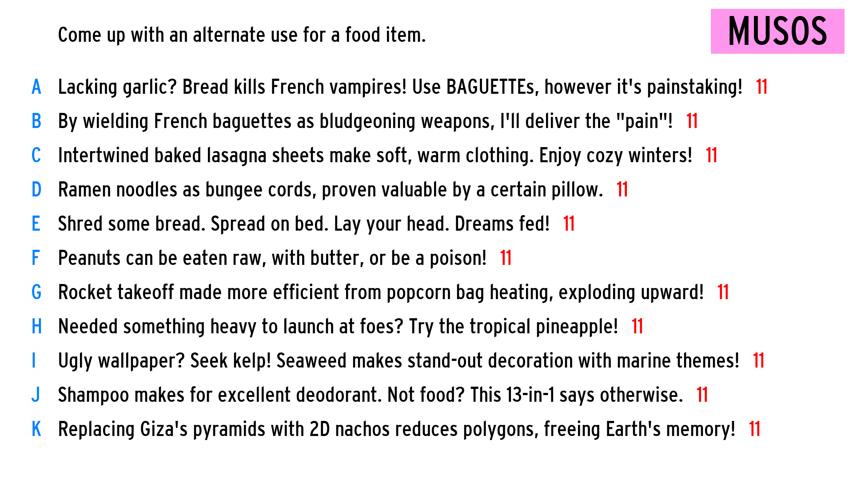 Come up with an alternate use for a food item.
MUSOS
A Lacking garlic? Bread kills French vampires! Use BAGUETTEs, however it's painstaking! 11
B By wielding French baguettes as bludgeoning weapons, I'll deliver the "pain"! 11
C Intertwined baked lasagna sheets make soft, warm clothing. Enjoy cozy winters! 11
D Ramen noodles as bungee cords, proven valuable by a certain pillow. 11
E Shred some bread. Spread on bed. Lay your head. Dreams fed! 11
F Peanuts can be eaten raw, with butter, or be a poison! 11
G Rocket takeoff made more efficient from popcorn bag heating, exploding upward! 11
H Needed something heavy to launch at foes? Try the tropical pineapple! 11
I Ugly wallpaper? Seek kelp! Seaweed makes stand-out decoration with marine themes! 11
J Shampoo makes for excellent deodorant. Not food? This 13-in-1 says otherwise. 11
K Replacing Giza's pyramids with 2D nachos reduces polygons, freeing Earth's memory! 11